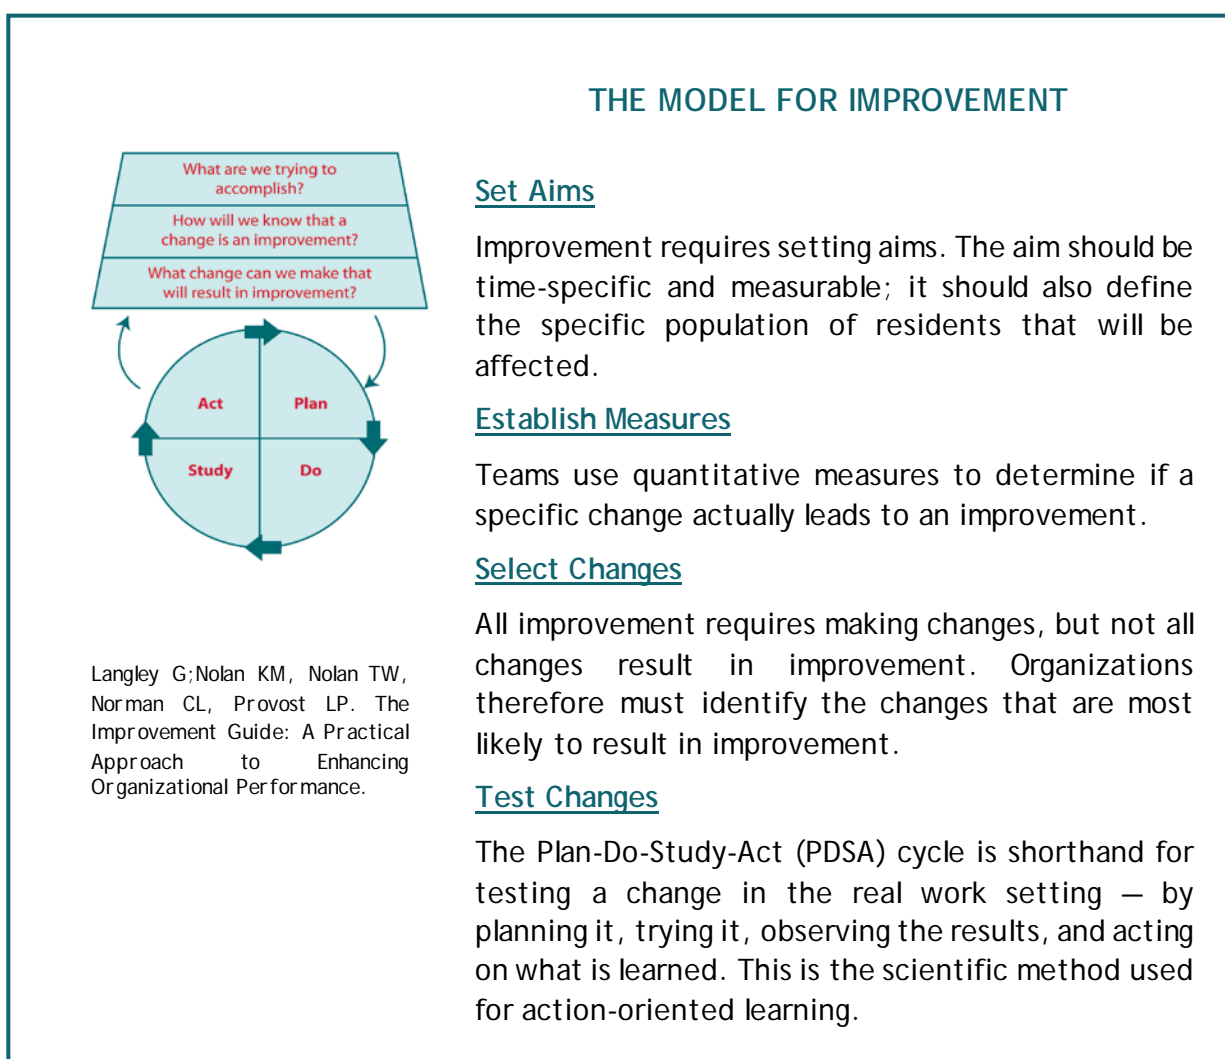 THE MODEL FOR IMPROVEMENT
What are we trying to
accomplish?
How will we know that a
change is an improvement?
What change can we make that
will result in improvement?
Act
Plan
Study
Do
Langley G;Nolan KM, Nolan TW,
Norman CL, Provost LP. The
Improvement Guide: A Practical
Approach to Enhancing
Organizational Performance.
Set Aims
Improvement requires setting aims. The aim should be
time-specific and measurable; it should also define
the specific population of residents that will be
affected.
Establish Measures
Teams use quantitative measures to determine if a
specific change actually leads to an improvement.
Select Changes
All improvement requires making changes, but not all
changes result in improvement. Organizations
therefore must identify the changes that are most
likely to result in improvement.
Test Changes
The Plan-Do-Study-Act (PDSA) cycle is shorthand for
testing a change in the real work setting — by
planning it, trying it, observing the results, and acting
on what is learned. This is the scientific method used
for action-oriented learning.